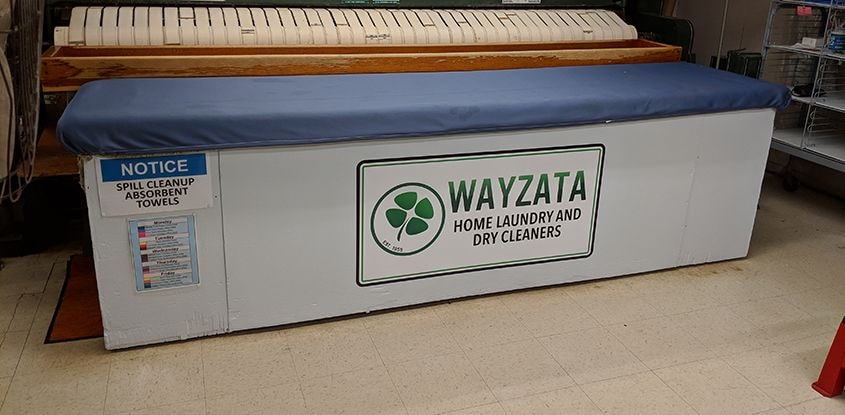 NOTICE
SPILL CLEANUP
ABSORBENT
TOWELS
Monday
Tuesday
Wednesday
Thursday
Friday
WAYZATA
HOME LAUNDRY AND
DRY CLEANERS
EST. 1959